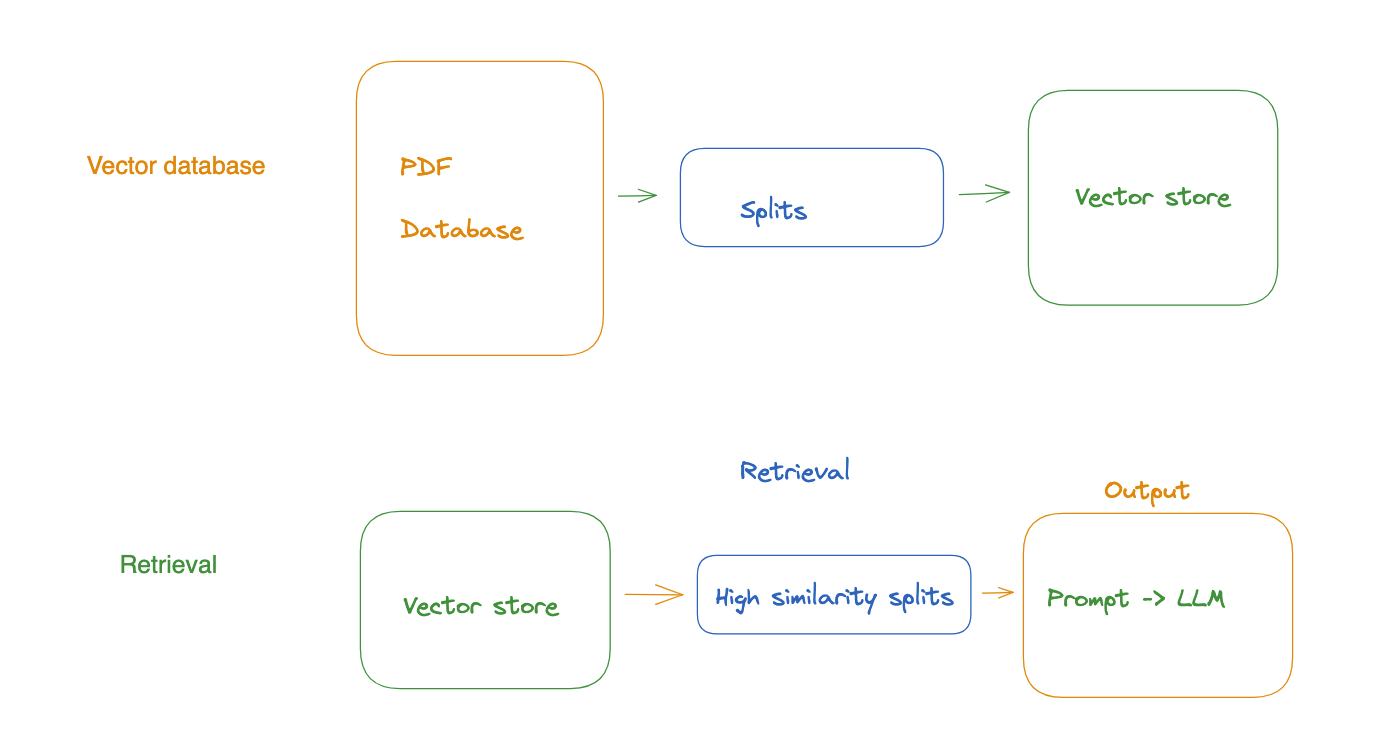 Vector database
PDF
Database
Splits
Vector store
Retrieval
Output
Retrieval
Vector store
High similarity splits
Prompt -> LLM